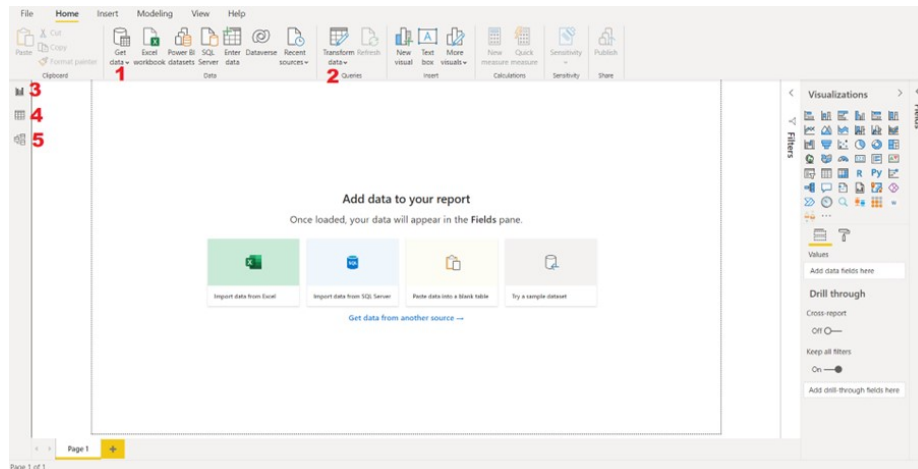 File Home Insert Modeling View Help
Paste
Cut
Copy
Format painter
Clipboard
Get data
Excel workbook
Power BI datasets
SQL Server
Enter data
Dataverse
Recent sources
Data
Transform data
Refresh
Queries
New visual
Text box
More visuals
Insert
New measure
Quick measure
Calculations
Sensitivity
Sensitivity
Publish
Share
1
2
3
4
5
Add data to your report
Once loaded, your data will appear in the Fields pane.
SQL
Import data from Excel
Import data from SQL Server
Paste data into a blank table
Try a sample dataset
Get data from another source →
Filters
Visualizations
R Py
Values
Add data fields here
Drill through
Cross-report
Off
Keep all filters
On
Add drill-through fields here
Fields
Page 1
Page 1 of 1